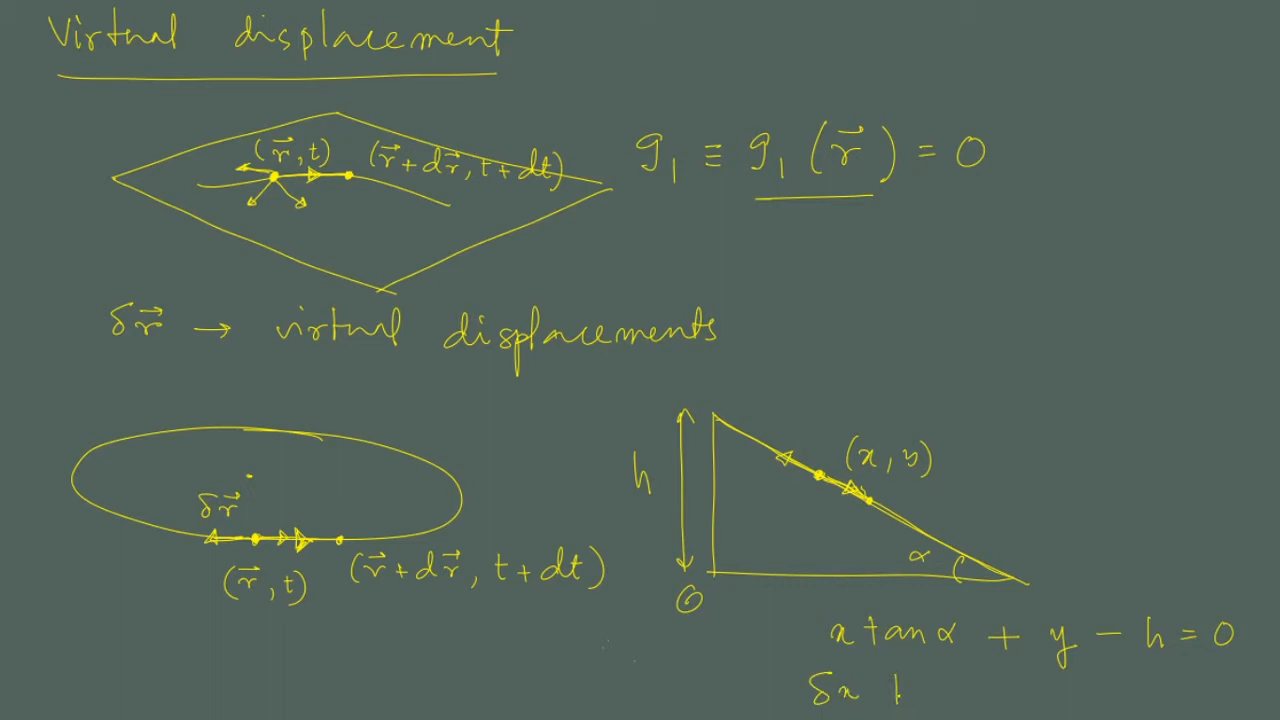 Virtual displacement
(r⃗, t) (r⃗ + dr⃗, t + dt)
g₁ ≡ g₁ (r⃗) = 0
δr⃗ → virtual displacements
h (x, y)
δr⃗
(r⃗, t) (r⃗ + dr⃗, t + dt)
α
O
x tan α + y − h = 0
δx t